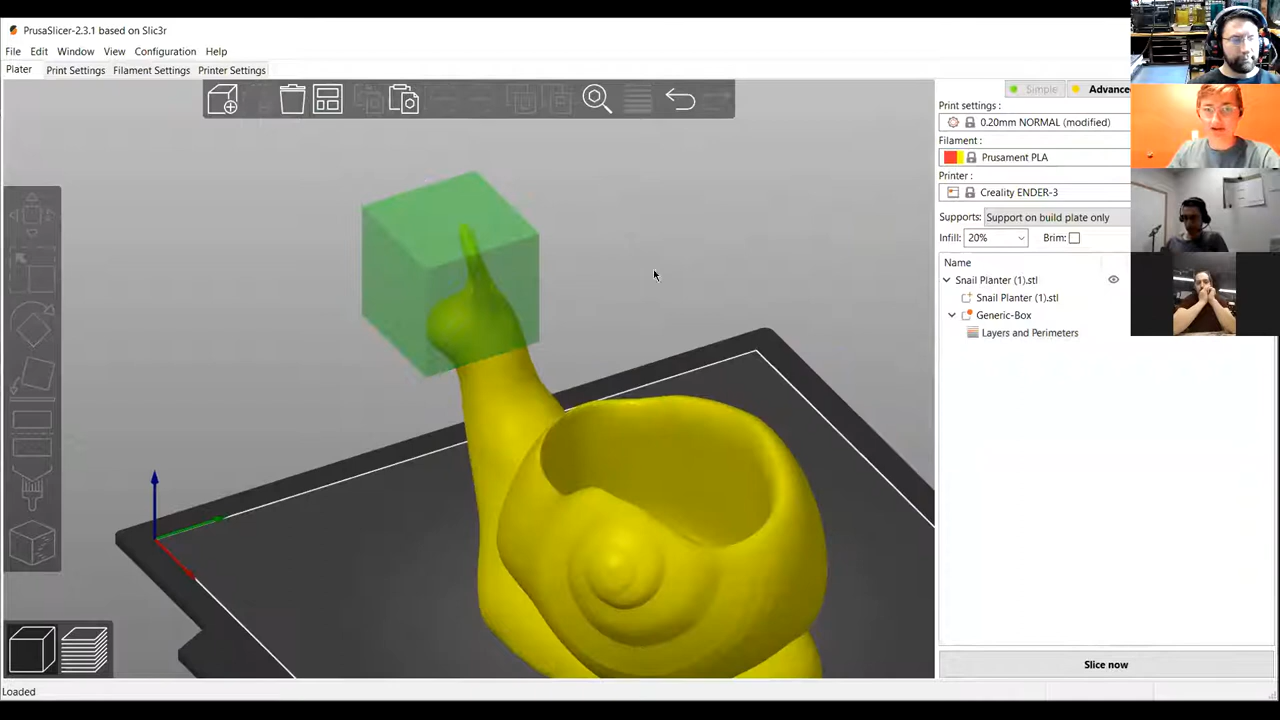 PrusaSlicer-2.3.1 based on Slic3r
File Edit Window View Configuration Help
Plater Print Settings Filament Settings Printer Settings
Simple Advanced
Print settings:
0.20mm NORMAL (modified)
Filament:
Prusament PLA
Printer :
Creality ENDER-3
Supports: Support on build plate only
Infill: 20% Brim:
Name
Snail Planter (1).stl
Snail Planter (1).stl
Generic-Box
Layers and Perimeters
Slice now
Loaded